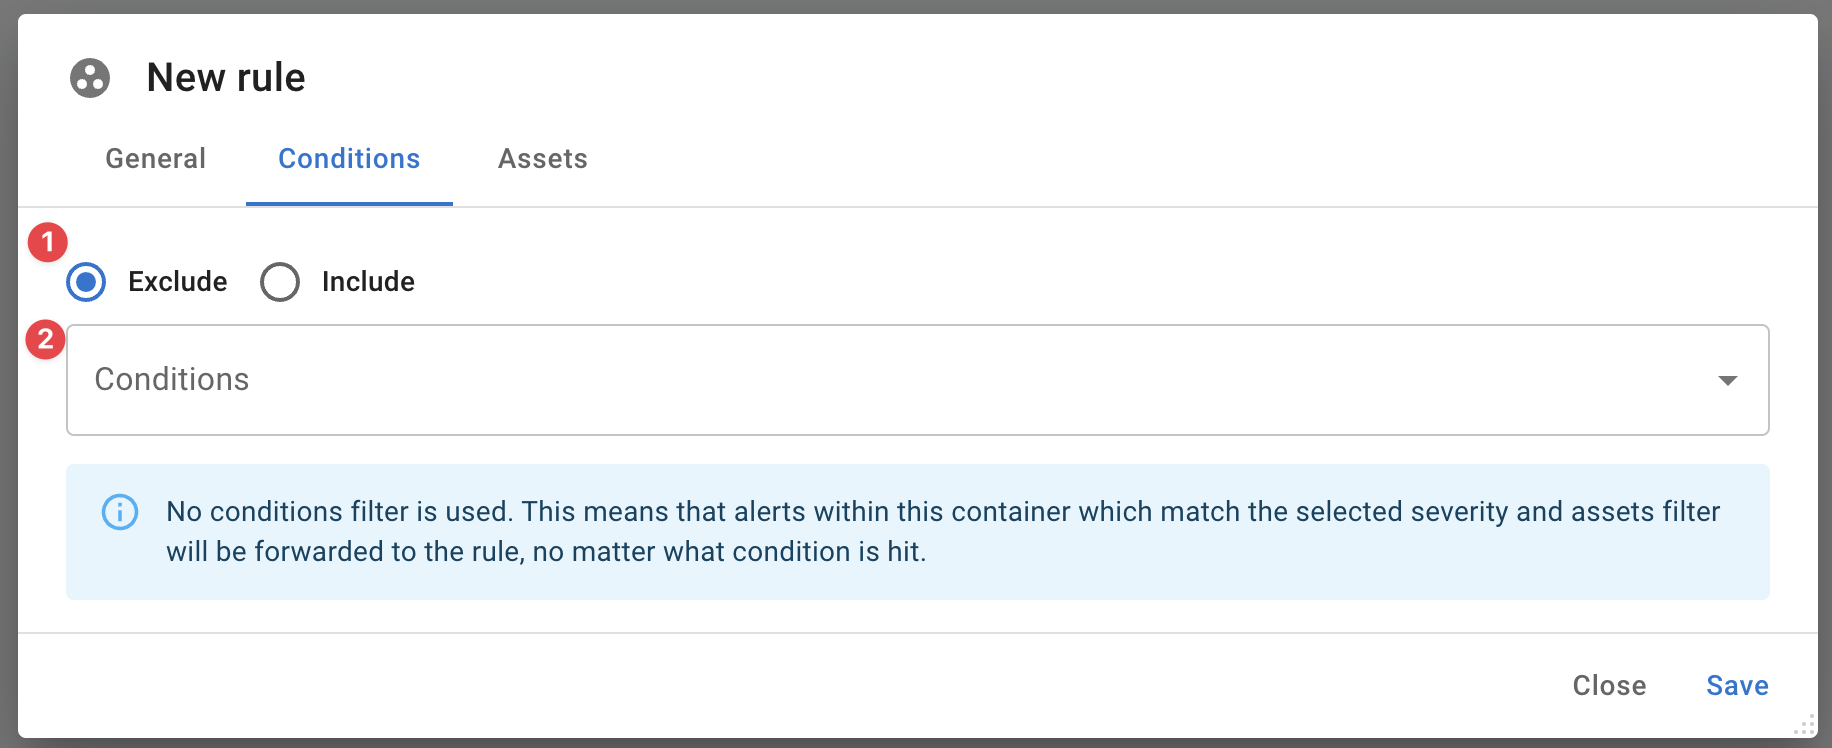 New rule
General Conditions Assets
1
Exclude Include
2
Conditions
No conditions filter is used. This means that alerts within this container which match the selected severity and assets filter
will be forwarded to the rule, no matter what condition is hit.
Close Save